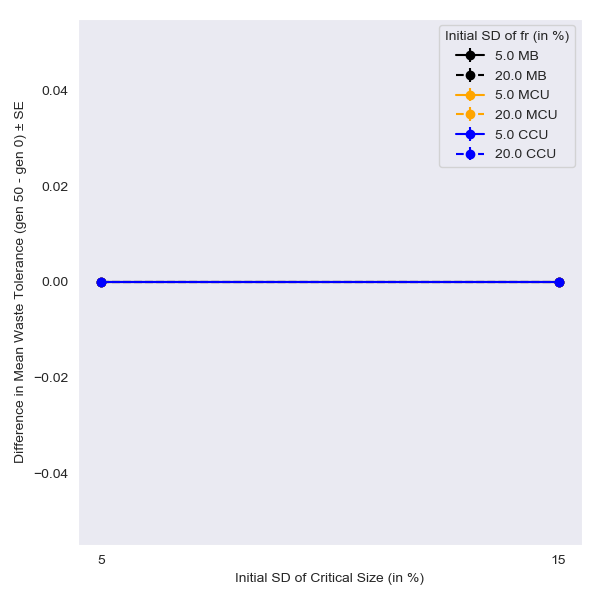 Initial SD of fr (in %)
5.0 MB
20.0 MB
5.0 MCU
20.0 MCU
5.0 CCU
20.0 CCU
Difference in Mean Waste Tolerance (gen 50 - gen 0) ± SE
0.04
0.02
0.00
−0.02
−0.04
5
15
Initial SD of Critical Size (in %)